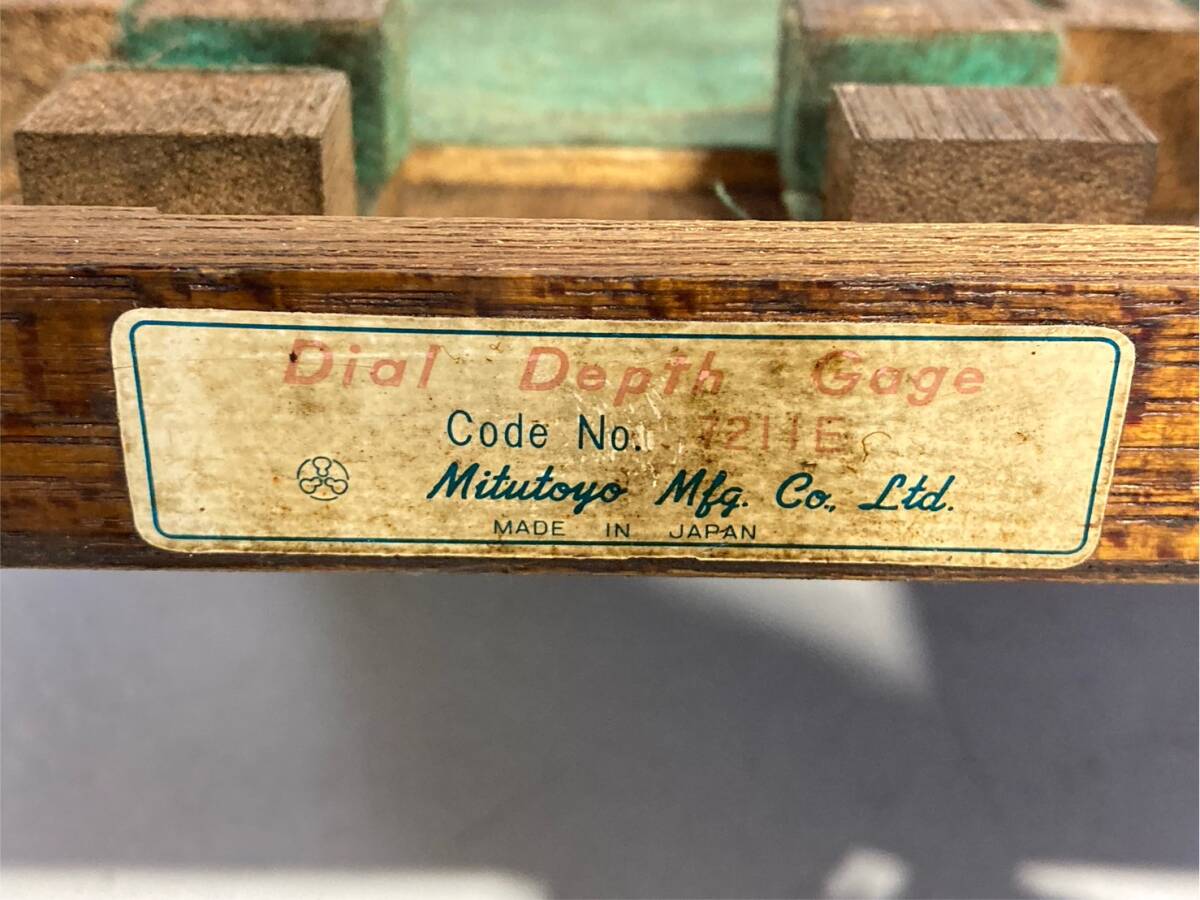 Dial Depth Gage
Code No. 7211E
Mitutoyo Mfg. Co., Ltd.
MADE IN JAPAN